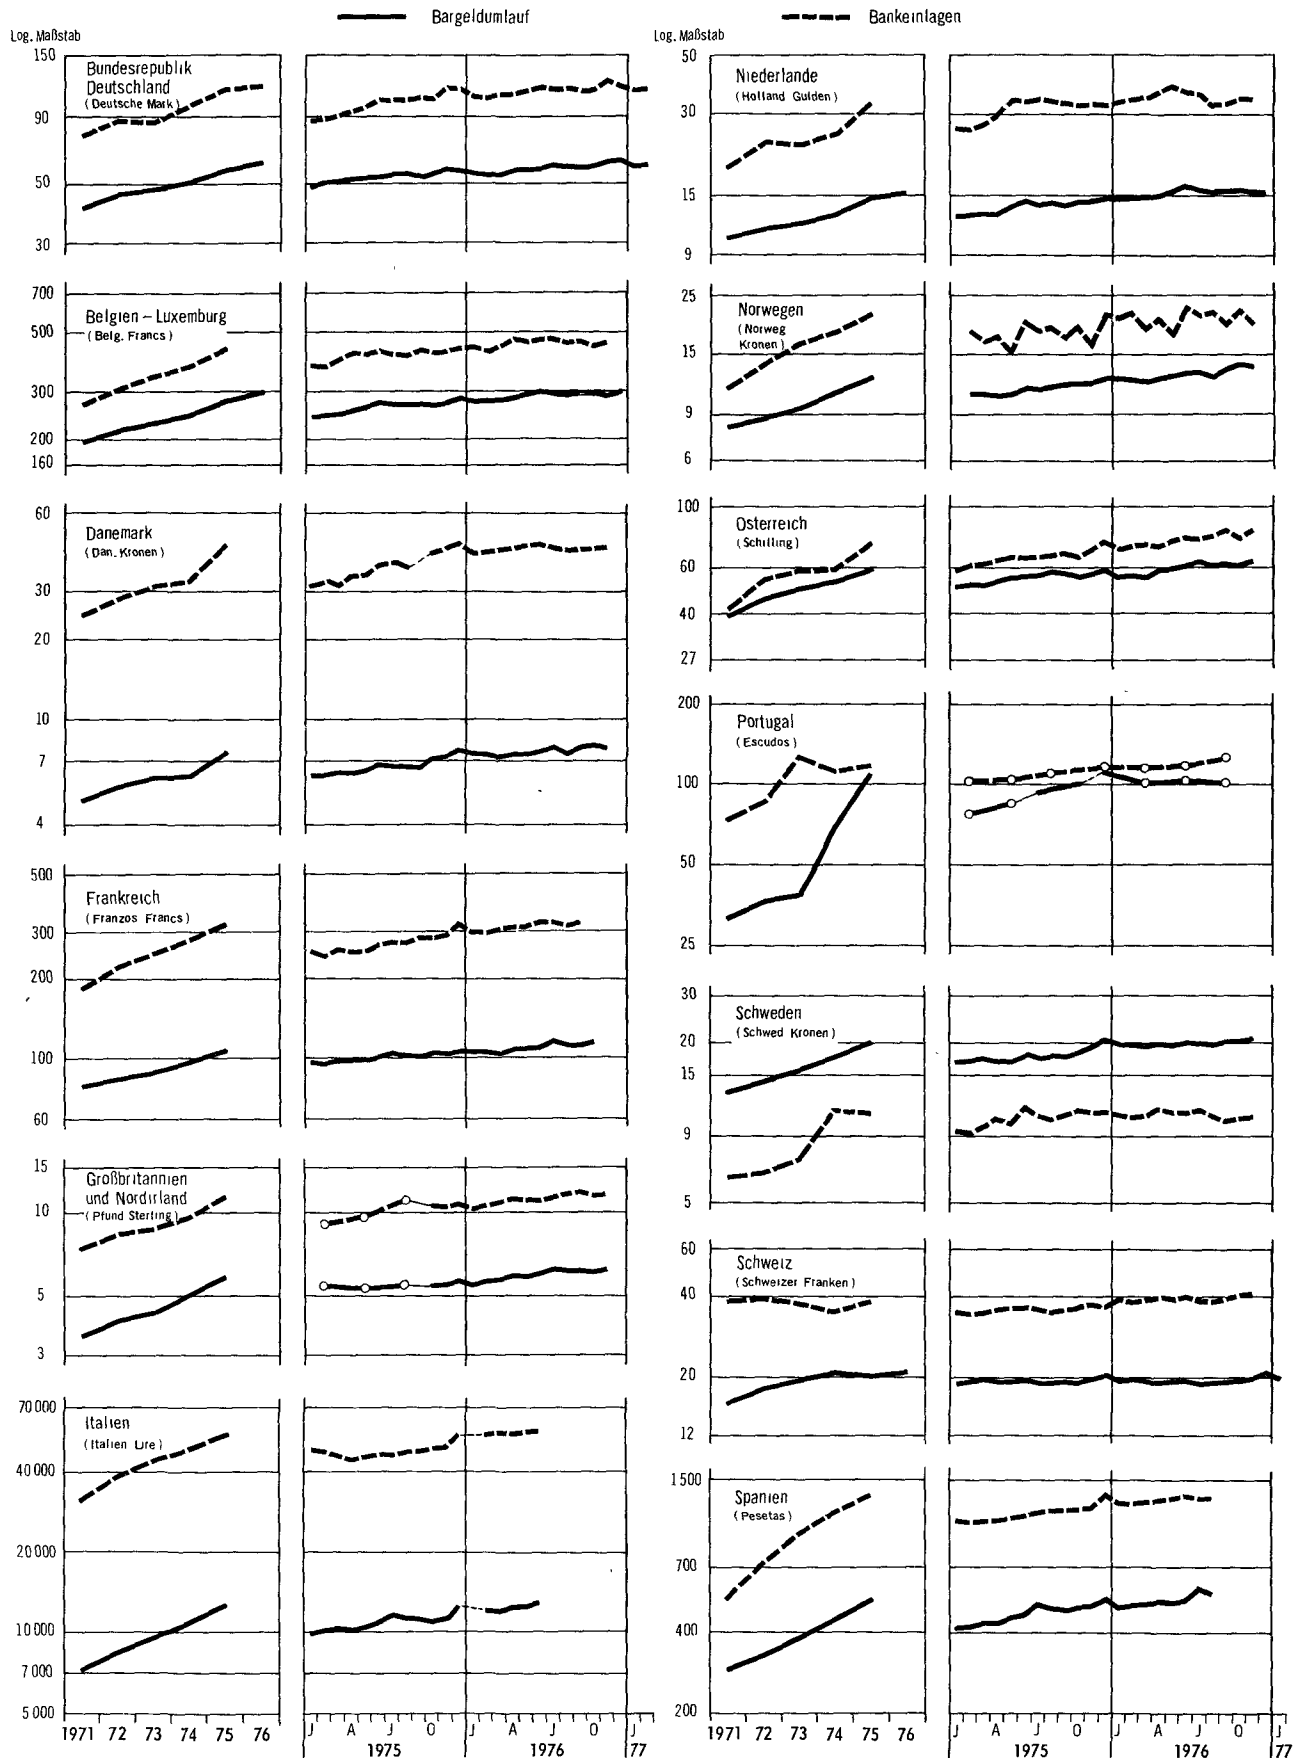 Bargeldumlauf
Bankeinlagen
Log. Maßstab
150
90
50
30
Bundesrepublik
Deutschland
(Deutsche Mark)
700
500
300
200
160
Belgien – Luxemburg
(Belg. Francs)
60
30
20
10
7
4
Danemark
(Dan. Kronen)
500
300
200
100
60
Frankreich
(Franzos Francs)
15
10
5
3
Großbritannien
und Nordirland
(Pfund Sterling)
70 000
40 000
20 000
10 000
7 000
5 000
Italien
(Italien Lire)
1971 72 73 74 75 76
J A J O J A J O J
1975 1976 77
Log. Maßstab
50
30
15
9
Niederlande
(Holland Gulden)
25
15
9
6
Norwegen
(Norweg
Kronen)
100
60
40
27
Osterreich
(Schilling)
200
100
50
25
Portugal
(Escudos)
30
20
15
9
5
Schweden
(Schwed Kronen)
60
40
20
12
Schweiz
(Schweizer Franken)
1 500
700
400
200
Spanien
(Pesetas)
1971 72 73 74 75 76
J A J O J A J O J
1975 1976 77